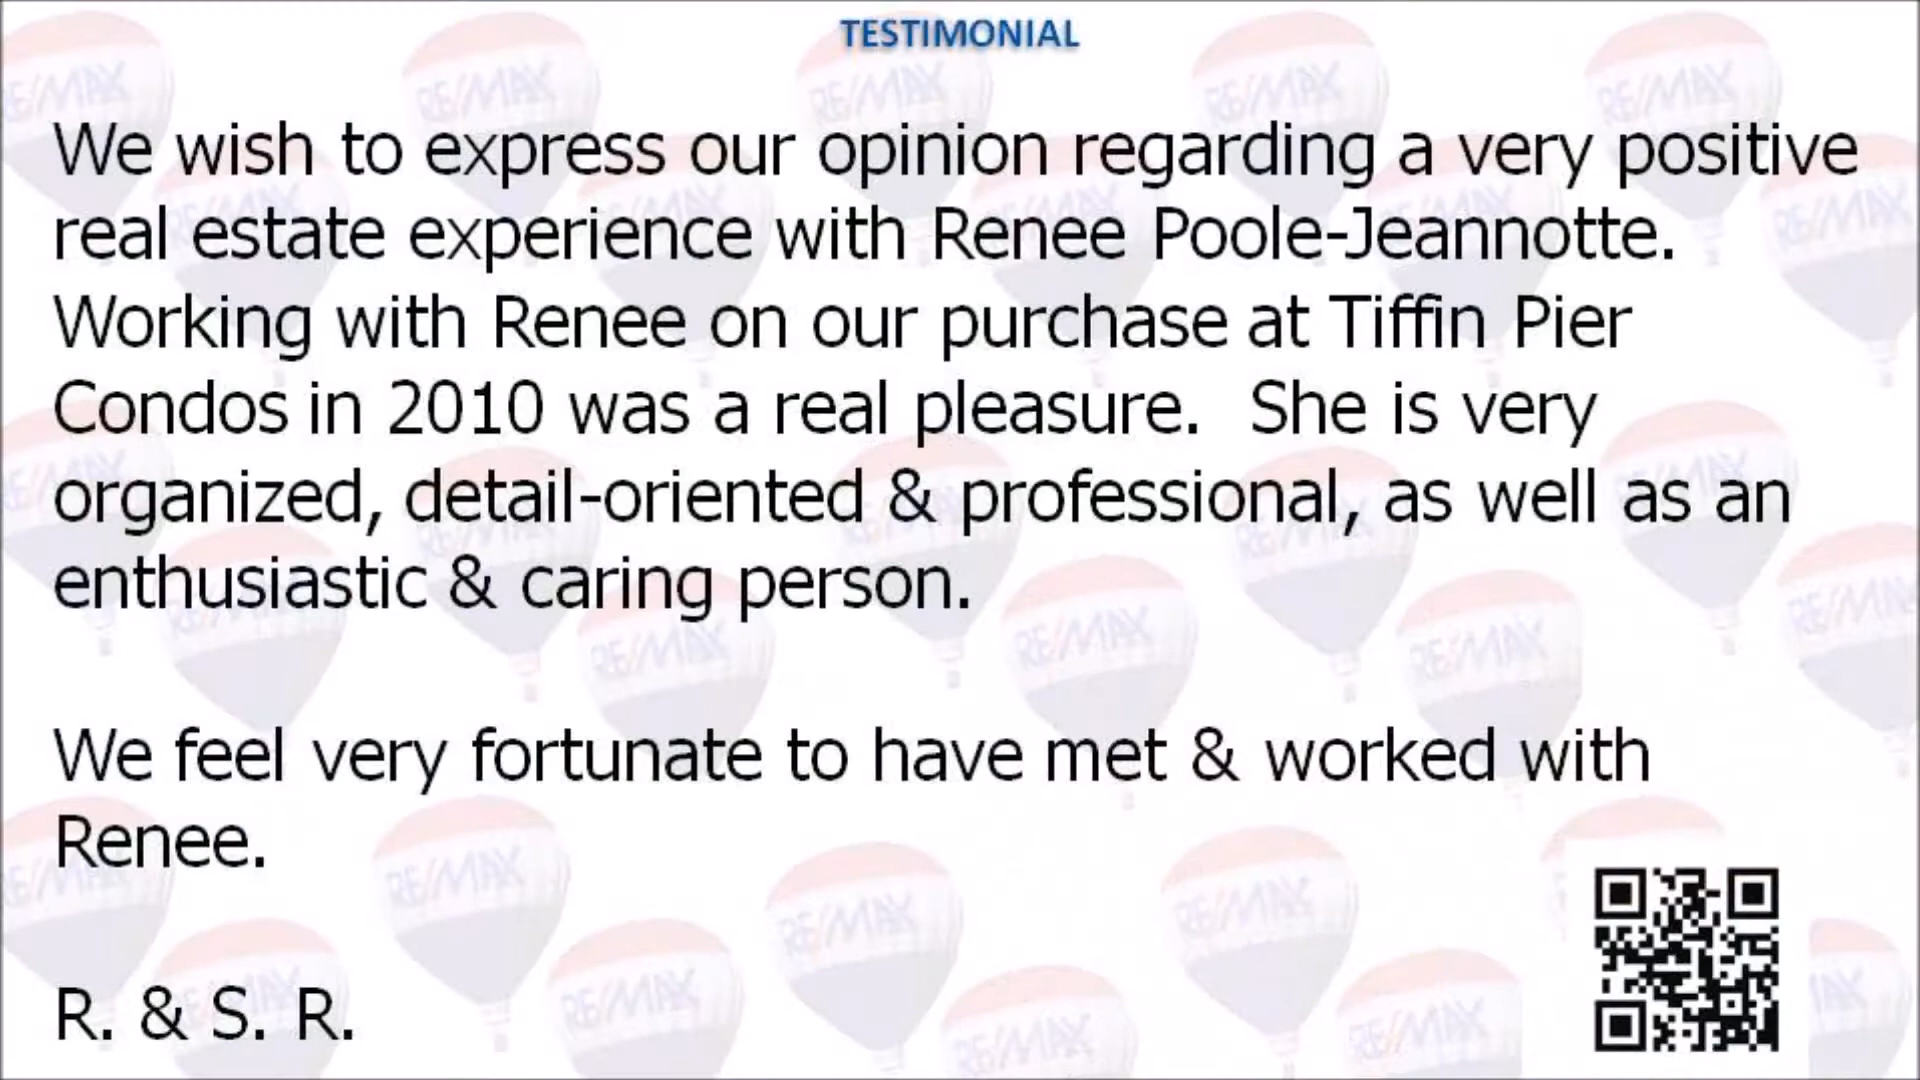 TESTIMONIAL
We wish to express our opinion regarding a very positive
real estate experience with Renee Poole-Jeannotte.
Working with Renee on our purchase at Tiffin Pier
Condos in 2010 was a real pleasure.  She is very
organized, detail-oriented & professional, as well as an
enthusiastic & caring person.
We feel very fortunate to have met & worked with
Renee.
R. & S. R.